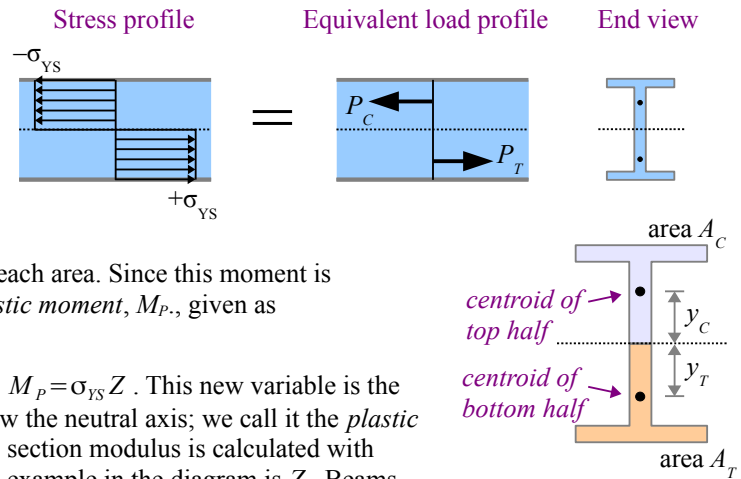 Stress profile
Equivalent load profile
End view
−σYS
PC
PT
+σYS
area AC
each area. Since this moment is
stic moment, MP., given as
centroid of
top half
yC
yT
MP=σYS Z . This new variable is the
w the neutral axis; we call it the plastic
section modulus is calculated with
example in the diagram is Z. Beams
centroid of
bottom half
area AT